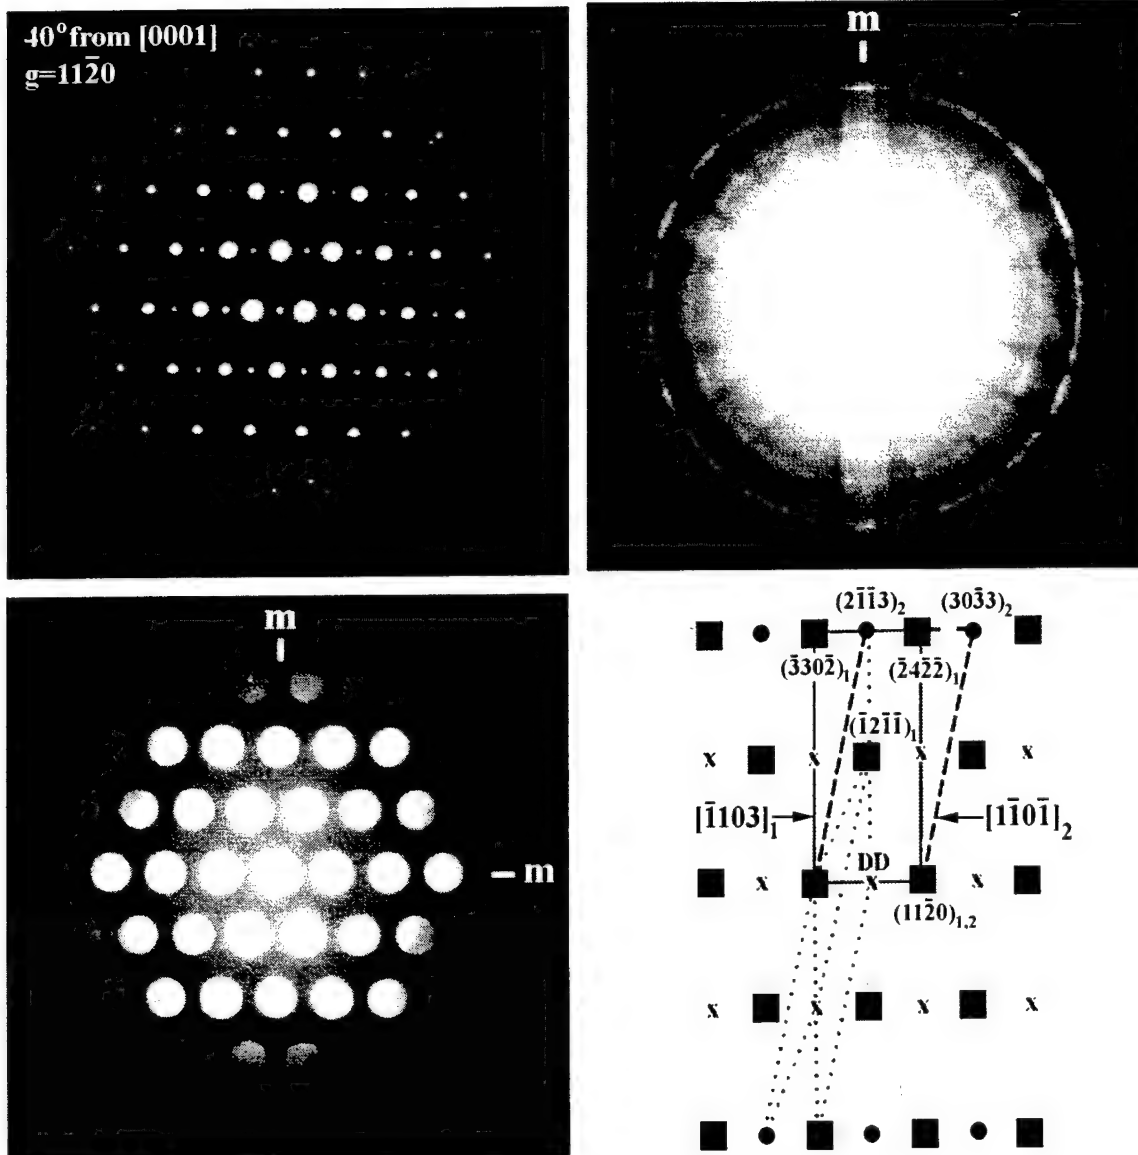 40° from [0001]
g=112̅0
m
m
m
(21̅1̅3)₂
(303̅3)₂
(3̅302̅)₁
(2̅42̅2̅)₁
(1̅21̅1̅)₁
x
x
x
x
[1̅103]₁
[11̅01̅]₂
DD
x
x
x
(112̅0)₁,₂
x
x
x
x